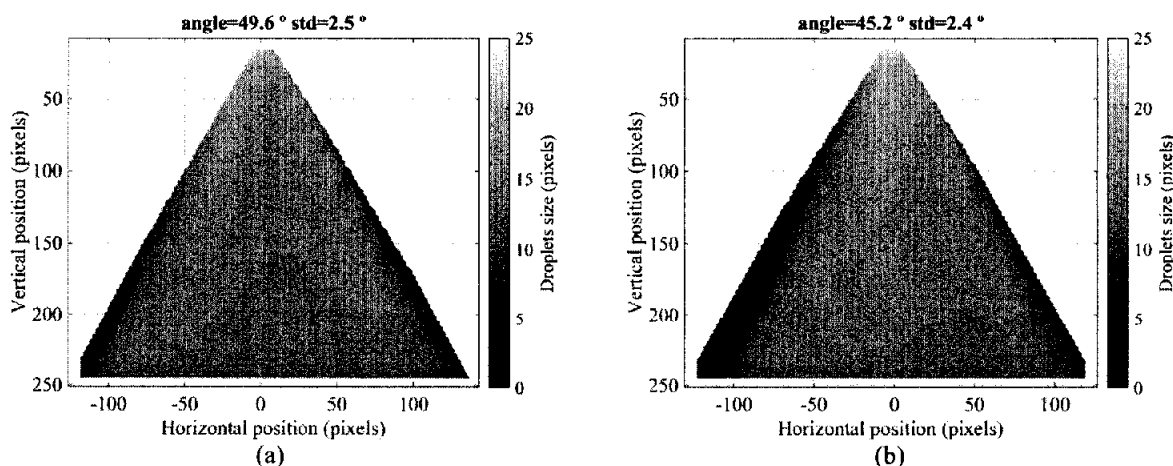 angle=49.6 ° std=2.5 °
25
20
15
10
5
0
Droplets size (pixels)
50
100
150
200
250
Vertical position (pixels)
-100 -50 0 50 100
Horizontal position (pixels)
(a)
angle=45.2 ° std=2.4 °
25
20
15
10
5
0
Droplets size (pixels)
50
100
150
200
250
Vertical position (pixels)
-100 -50 0 50 100
Horizontal position (pixels)
(b)